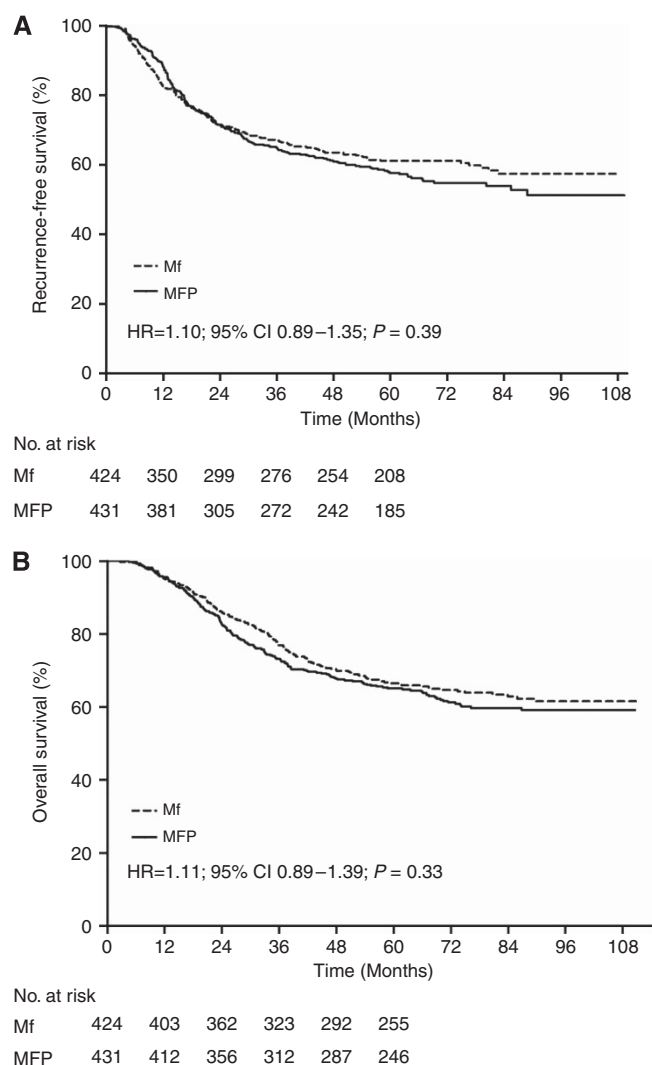 A
100
80
60
40
20
0
Recurrence-free survival (%)
Mf
MFP
HR=1.10; 95% CI 0.89–1.35; P = 0.39
0 12 24 36 48 60 72 84 96 108
Time (Months)
No. at risk
Mf 424 350 299 276 254 208
MFP 431 381 305 272 242 185
B
100
80
60
40
20
0
Overall survival (%)
Mf
MFP
HR=1.11; 95% CI 0.89–1.39; P = 0.33
0 12 24 36 48 60 72 84 96 108
Time (Months)
No. at risk
Mf 424 403 362 323 292 255
MFP 431 412 356 312 287 246